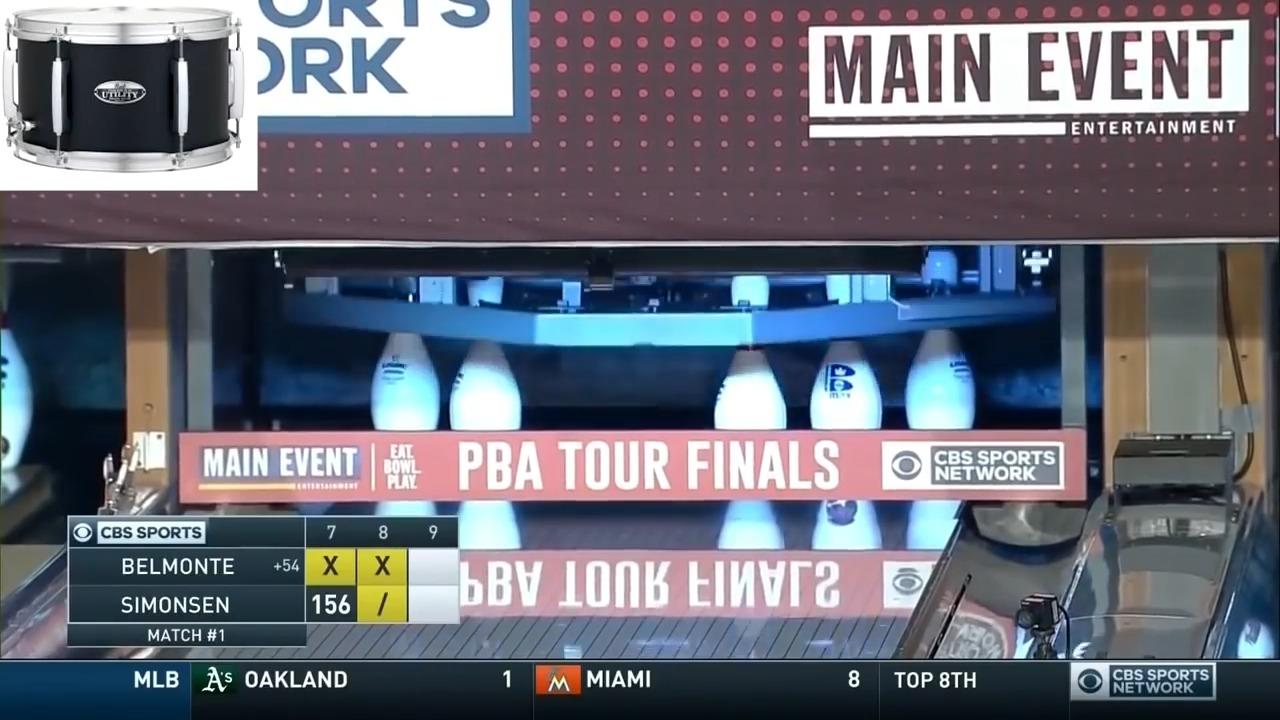 UTILITY
ORTS
ORK
MAIN EVENT
ENTERTAINMENT
MAIN EVENT
ENTERTAINMENT
EAT.
BOWL.
PLAY.
PBA TOUR FINALS
CBS SPORTS
NETWORK
CBS SPORTS 7 8 9
BELMONTE +54 X X
SIMONSEN 156 /
MATCH #1
PBA TOUR FINALS
MLB A's OAKLAND 1 MIAMI 8 TOP 8TH CBS SPORTS
NETWORK